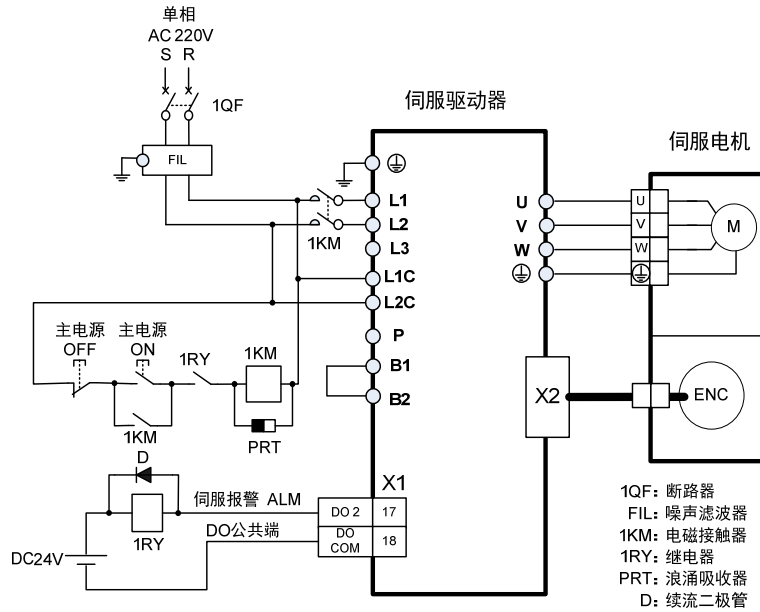 单相
AC 220V
S R
1QF
FIL
伺服驱动器
伺服电机
L1
L2
1KM
L3
L1C
L2C
P
B1
B2
U
V
W
U
V
W
M
主电源
OFF
主电源
ON
1RY
1KM
1KM
PRT
X2
ENC
D
1RY
伺服报警 ALM
DO公共端
DC24V
X1
DO 2 17
DO
COM 18
1QF：断路器
FIL：噪声滤波器
1KM：电磁接触器
1RY：继电器
PRT：浪涌吸收器
D：续流二极管